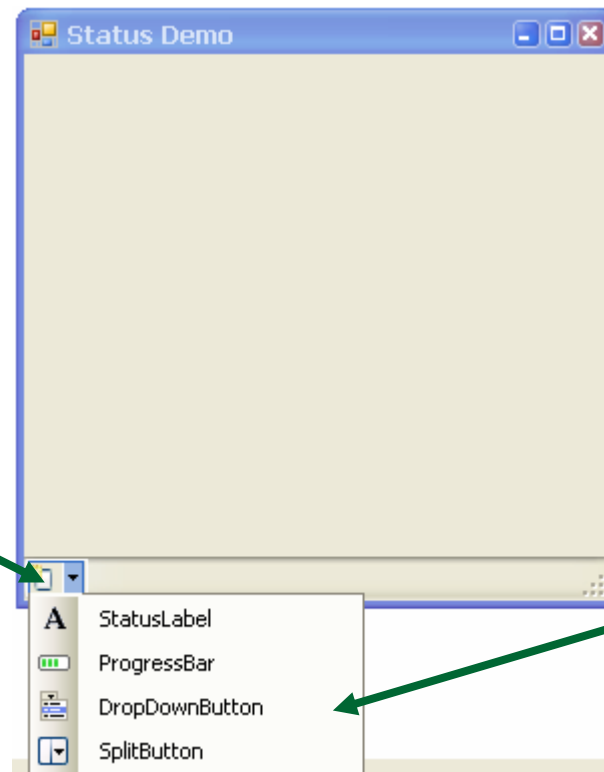 Status Demo
A StatusLabel
ProgressBar
DropDownButton
SplitButton